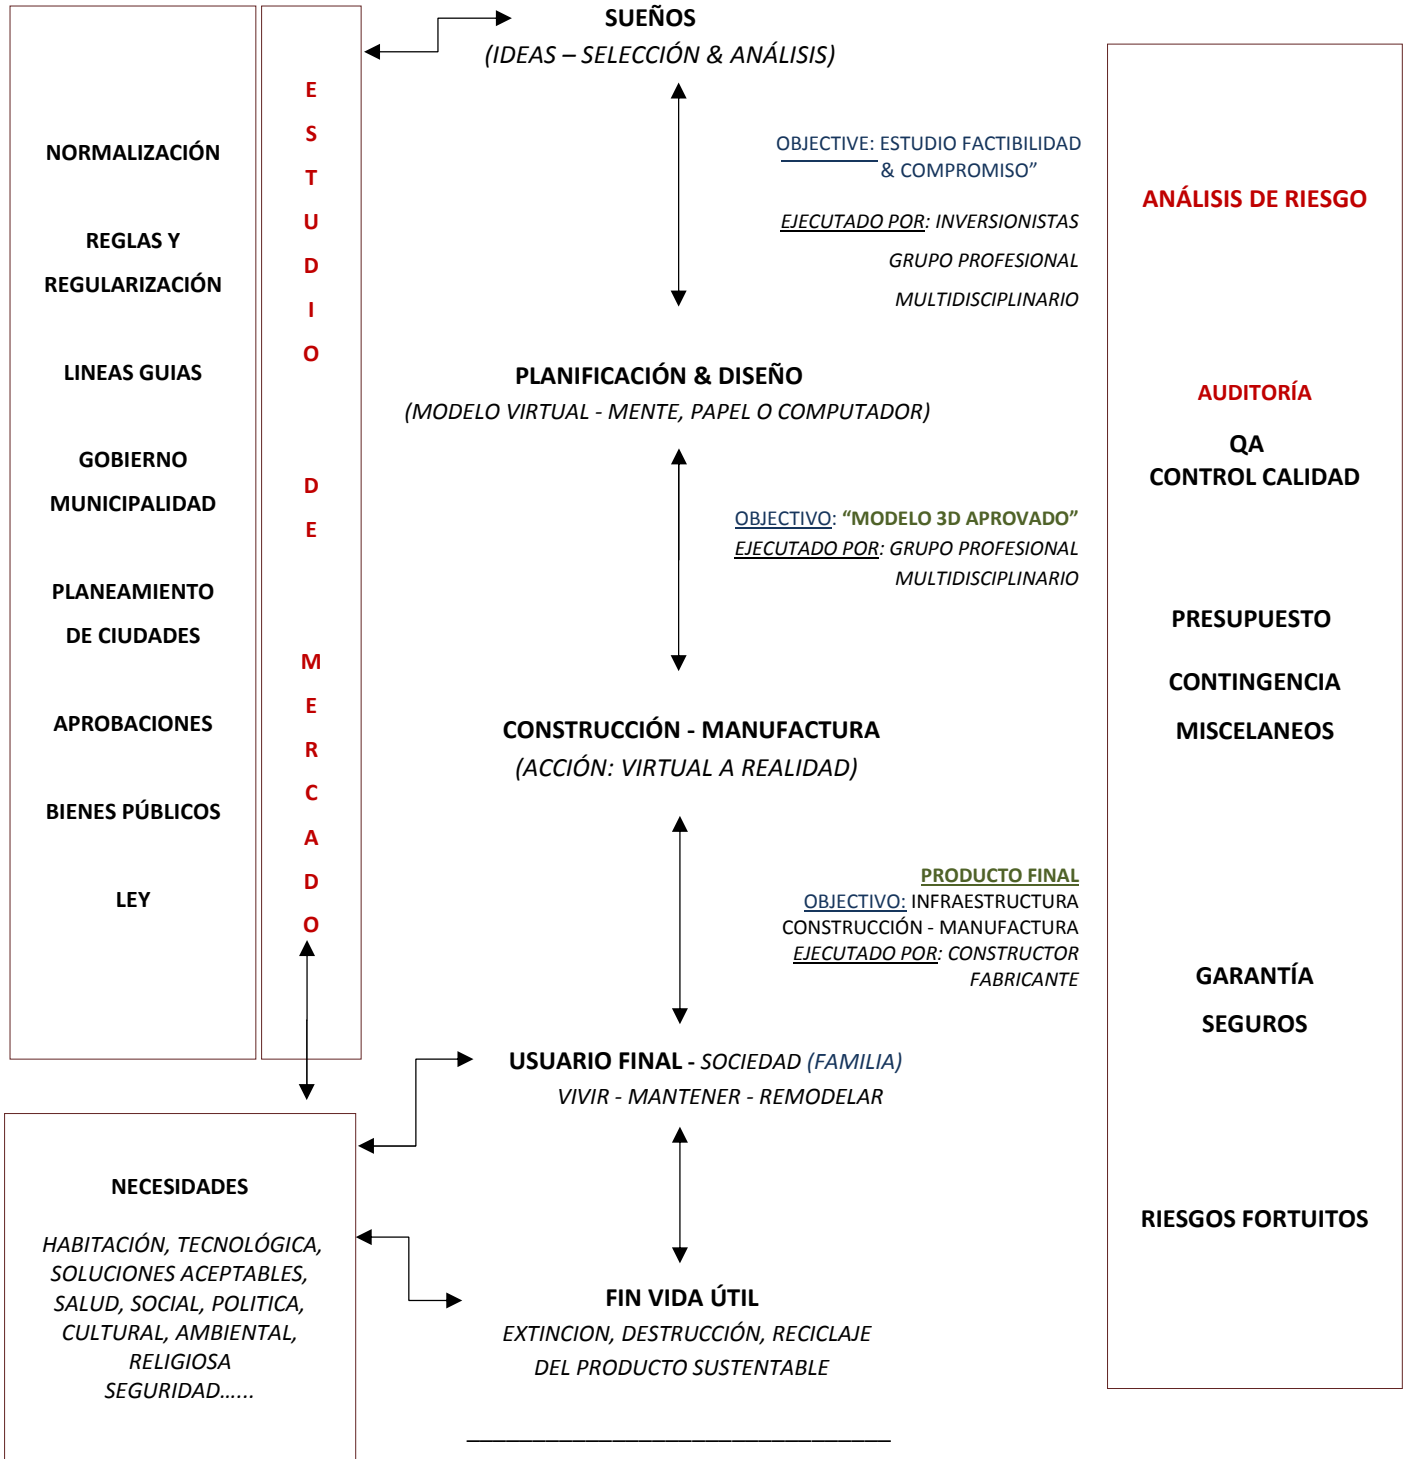 NORMALIZACIÓN
REGLAS Y
REGULARIZACIÓN
LINEAS GUIAS
GOBIERNO
MUNICIPALIDAD
PLANEAMIENTO
DE CIUDADES
APROBACIONES
BIENES PÚBLICOS
LEY
E
S
T
U
D
I
O
D
E
M
E
R
C
A
D
O
SUEÑOS
(IDEAS – SELECCIÓN & ANÁLISIS)
OBJECTIVE: ESTUDIO FACTIBILIDAD
& COMPROMISO”
EJECUTADO POR: INVERSIONISTAS
GRUPO PROFESIONAL
MULTIDISCIPLINARIO
PLANIFICACIÓN & DISEÑO
(MODELO VIRTUAL - MENTE, PAPEL O COMPUTADOR)
OBJECTIVO: “MODELO 3D APROVADO”
EJECUTADO POR: GRUPO PROFESIONAL
MULTIDISCIPLINARIO
CONSTRUCCIÓN - MANUFACTURA
(ACCIÓN: VIRTUAL A REALIDAD)
PRODUCTO FINAL
OBJECTIVO: INFRAESTRUCTURA
CONSTRUCCIÓN - MANUFACTURA
EJECUTADO POR: CONSTRUCTOR
FABRICANTE
USUARIO FINAL - SOCIEDAD (FAMILIA)
VIVIR - MANTENER - REMODELAR
FIN VIDA ÚTIL
EXTINCION, DESTRUCCIÓN, RECICLAJE
DEL PRODUCTO SUSTENTABLE
NECESIDADES
HABITACIÓN, TECNOLÓGICA,
SOLUCIONES ACEPTABLES,
SALUD, SOCIAL, POLITICA,
CULTURAL, AMBIENTAL,
RELIGIOSA
SEGURIDAD…...
ANÁLISIS DE RIESGO
AUDITORÍA
QA
CONTROL CALIDAD
PRESUPUESTO
CONTINGENCIA
MISCELANEOS
GARANTÍA
SEGUROS
RIESGOS FORTUITOS